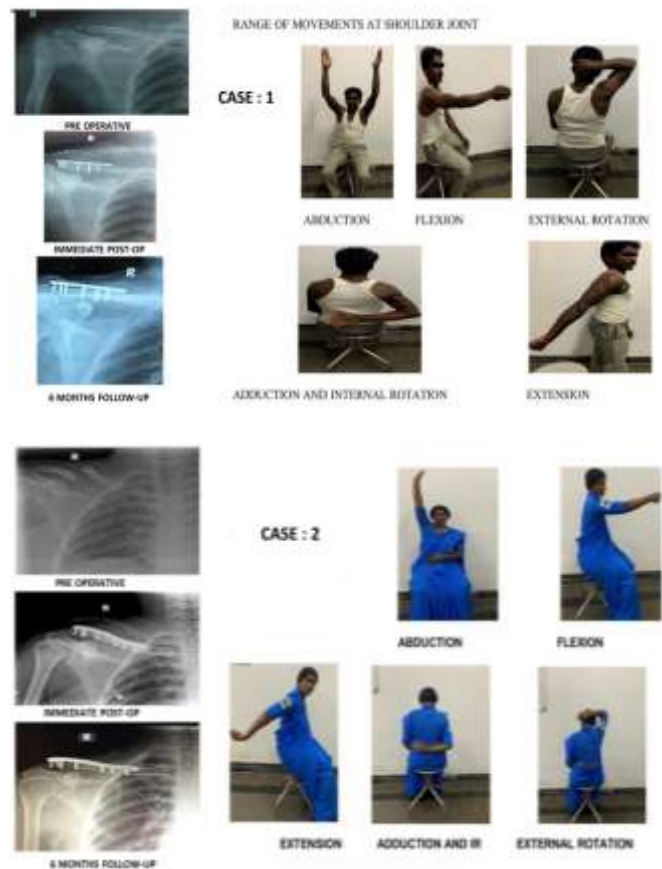 RANGE OF MOVEMENTS AT SHOULDER JOINT
CASE : 1
PRE OPERATIVE
IMMEDIATE POST-OP
R
6 MONTHS FOLLOW-UP
ABDUCTION FLEXION EXTERNAL ROTATION
ADDUCTION AND INTERNAL ROTATION EXTENSION
CASE : 2
PRE OPERATIVE
IMMEDIATE POST-OP
6 MONTHS FOLLOW-UP
ABDUCTION FLEXION
EXTENSION ADDUCTION AND IR EXTERNAL ROTATION